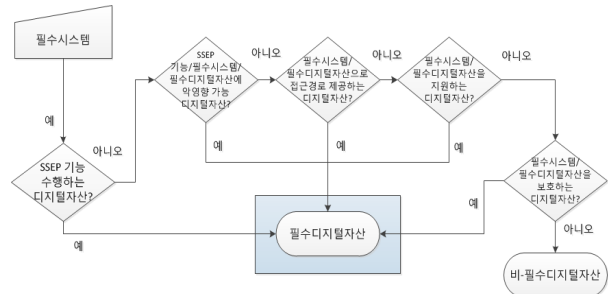 필수시스템
예
SSEP 기능
수행하는
디지털자산?
아니오
예
SSEP
기능/필수시스템/
필수디지털자산에
악영향 가능
디지털자산?
아니오
예
필수시스템/
필수디지털자산으로
접근경로 제공하는
디지털자산?
아니오
예
필수시스템/
필수디지털자산을
지원하는
디지털자산?
아니오
예
필수시스템/
필수디지털자산을
보호하는
디지털자산?
예
아니오
필수디지털자산
비-필수디지털자산